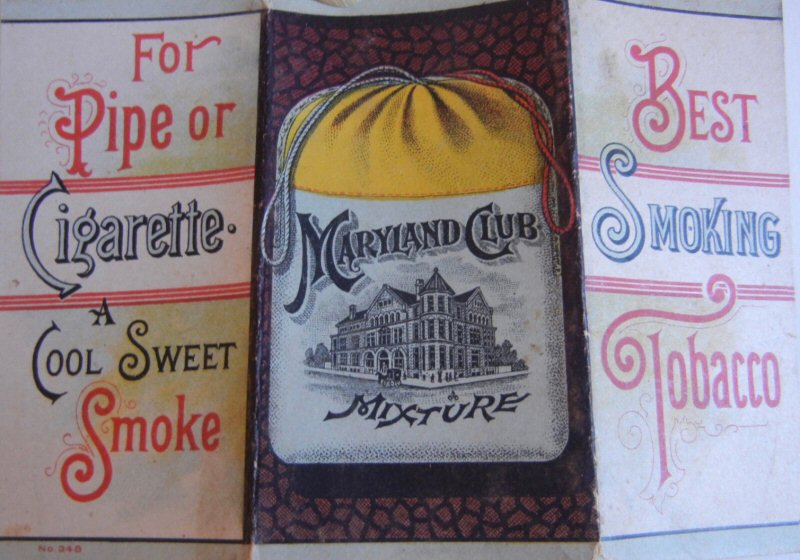 For
Pipe or
Cigarette.
A
Cool Sweet
Smoke
No. 348
Maryland Club
Mixture
Best
Smoking
Tobacco